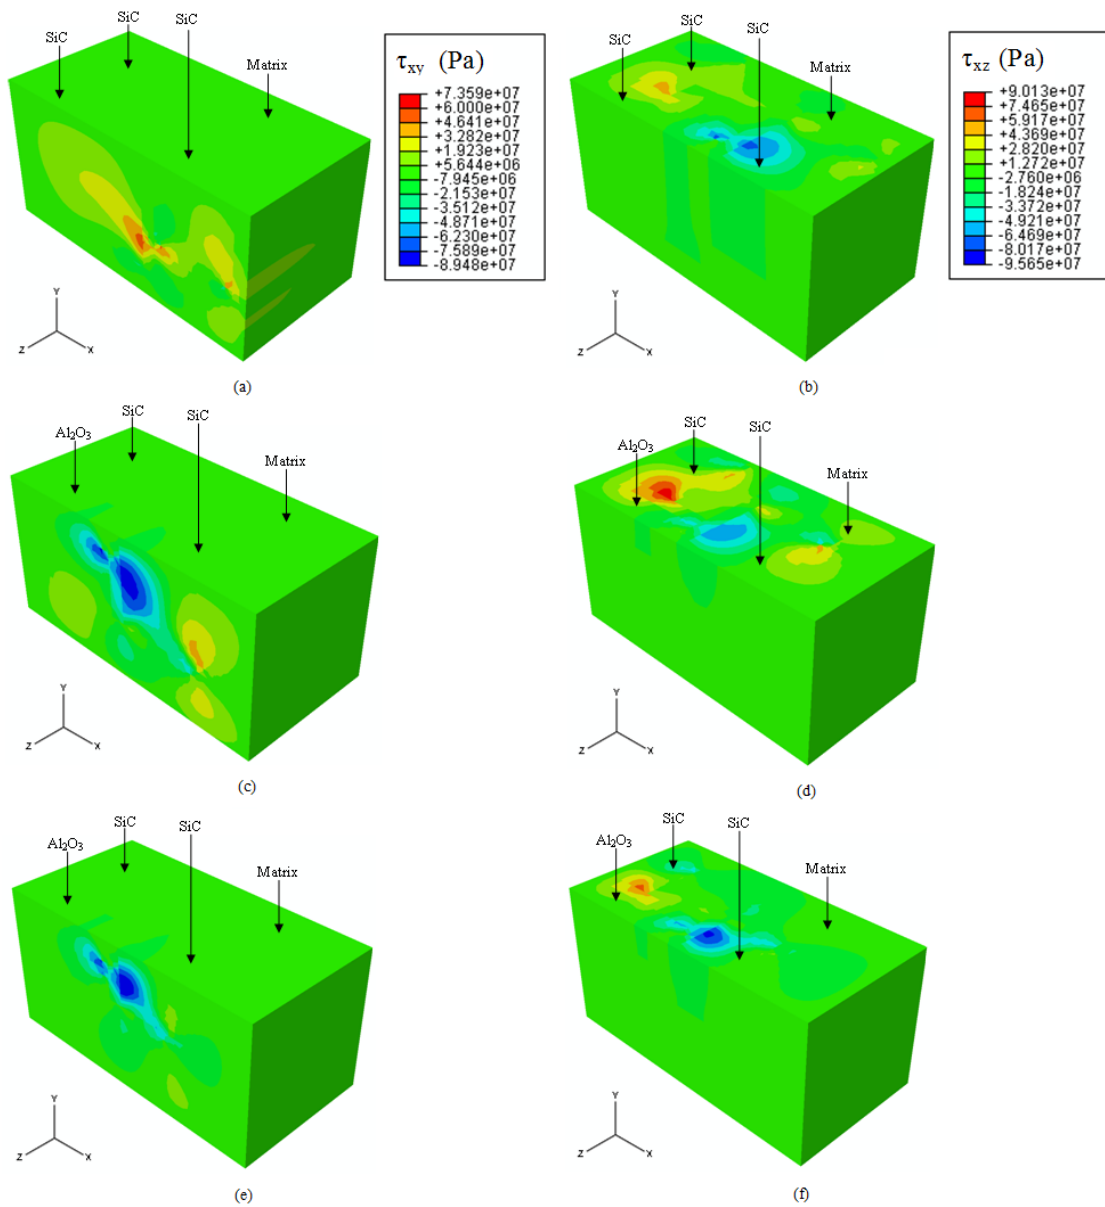 SiC
SiC
SiC
Matrix
τxy (Pa)
+7.359e+07
+6.000e+07
+4.641e+07
+3.282e+07
+1.923e+07
+5.644e+06
-7.945e+06
-2.153e+07
-3.512e+07
-4.871e+07
-6.230e+07
-7.589e+07
-8.948e+07
Y
Z
X
(a)
SiC
SiC
SiC
Matrix
τxz (Pa)
+9.013e+07
+7.465e+07
+5.917e+07
+4.369e+07
+2.820e+07
+1.272e+07
-2.760e+06
-1.824e+07
-3.372e+07
-4.921e+07
-6.469e+07
-8.017e+07
-9.565e+07
Y
Z
X
(b)
Al₂O₃
SiC
SiC
Matrix
Y
Z
X
(c)
Al₂O₃
SiC
SiC
Matrix
Y
Z
X
(d)
Al₂O₃
SiC
SiC
Matrix
Y
Z
X
(e)
Al₂O₃
SiC
SiC
Matrix
Y
Z
X
(f)